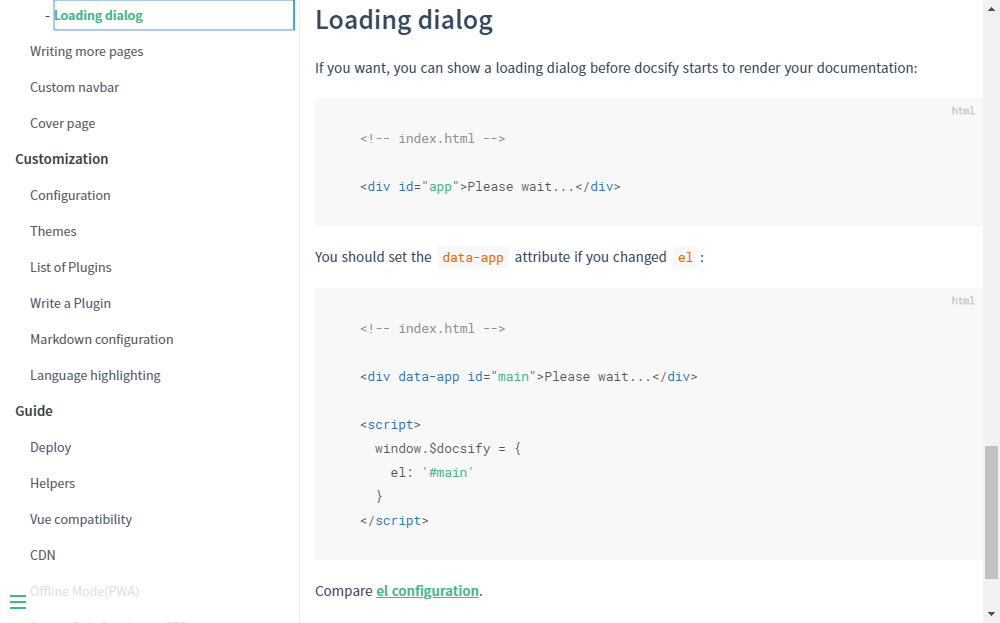 - Loading dialog
Writing more pages
Custom navbar
Cover page
Customization
Configuration
Themes
List of Plugins
Write a Plugin
Markdown configuration
Language highlighting
Guide
Deploy
Helpers
Vue compatibility
CDN
Offline Mode(PWA)
Loading dialog
If you want, you can show a loading dialog before docsify starts to render your documentation:
html
<!-- index.html -->
<div id="app">Please wait...</div>
You should set the data-app attribute if you changed el :
html
<!-- index.html -->
<div data-app id="main">Please wait...</div>
<script>
window.$docsify = {
el: '#main'
}
</script>
Compare el configuration.